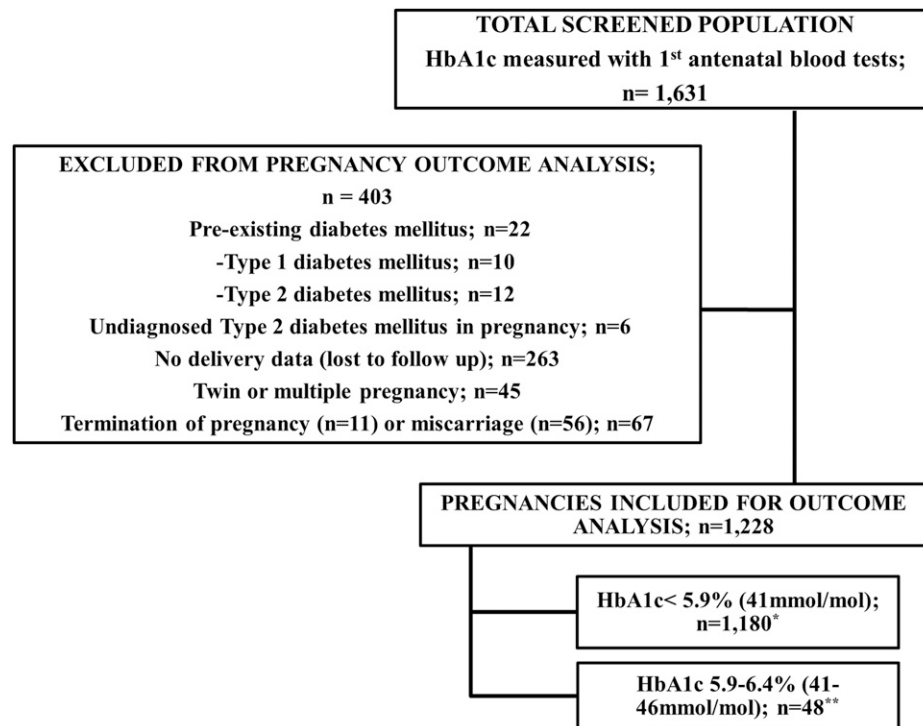 TOTAL SCREENED POPULATION
HbA1c measured with 1st antenatal blood tests;
n= 1,631
EXCLUDED FROM PREGNANCY OUTCOME ANALYSIS;
n = 403
Pre-existing diabetes mellitus; n=22
-Type 1 diabetes mellitus; n=10
-Type 2 diabetes mellitus; n=12
Undiagnosed Type 2 diabetes mellitus in pregnancy; n=6
No delivery data (lost to follow up); n=263
Twin or multiple pregnancy; n=45
Termination of pregnancy (n=11) or miscarriage (n=56); n=67
PREGNANCIES INCLUDED FOR OUTCOME
ANALYSIS; n=1,228
HbA1c< 5.9% (41mmol/mol);
n=1,180*
HbA1c 5.9-6.4% (41-
46mmol/mol); n=48**